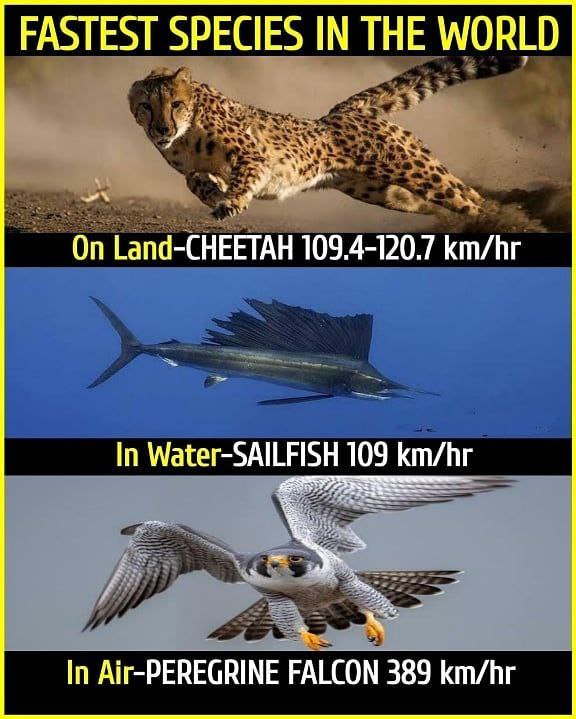 FASTEST SPECIES IN THE WORLD
On Land-CHEETAH 109.4-120.7 km/hr
In Water-SAILFISH 109 km/hr
In Air-PEREGRINE FALCON 389 km/hr